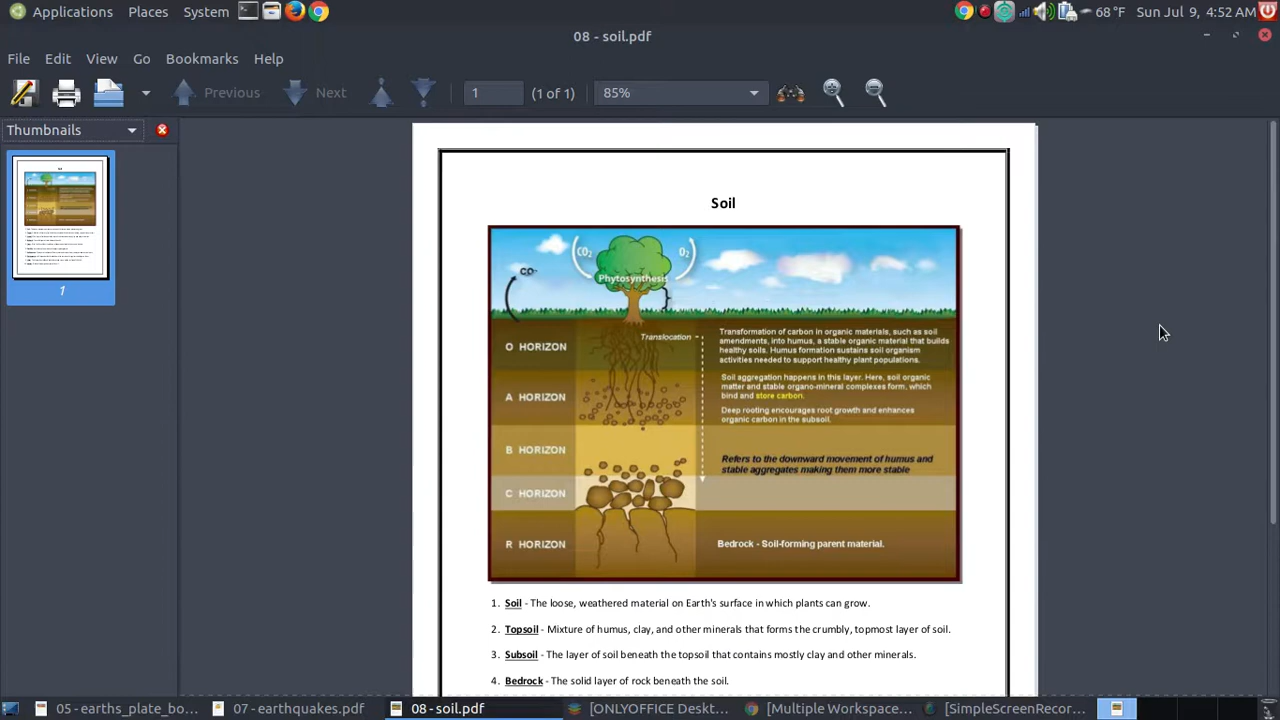 Applications Places System 68 °F Sun Jul 9, 4:52 AM
08 - soil.pdf
File Edit View Go Bookmarks Help
Previous Next 1 (1 of 1) 85%
Thumbnails
1
Soil
CO₂ O₂
CO²
Phytosynthesis
Translocation
O HORIZON
Transformation of carbon in organic materials, such as soil
amendments, into humus, a stable organic material that builds
healthy soils. Humus formation sustains soil organism
activities needed to support healthy plant populations.
A HORIZON
Soil aggregation happens in this layer. Here, soil organic
matter and stable organo-mineral complexes form, which
bind and store carbon.
Deep rooting encourages root growth and enhances
organic carbon in the subsoil.
B HORIZON
Refers to the downward movement of humus and
stable aggregates making them more stable
C HORIZON
R HORIZON
Bedrock - Soil-forming parent material.
1. Soil - The loose, weathered material on Earth's surface in which plants can grow.
2. Topsoil - Mixture of humus, clay, and other minerals that forms the crumbly, topmost layer of soil.
3. Subsoil - The layer of soil beneath the topsoil that contains mostly clay and other minerals.
4. Bedrock - The solid layer of rock beneath the soil.
05 - earths_plate_bo... 07 - earthquakes.pdf 08 - soil.pdf [ONLYOFFICE Deskt... [Multiple Workspace... [SimpleScreenRecor...